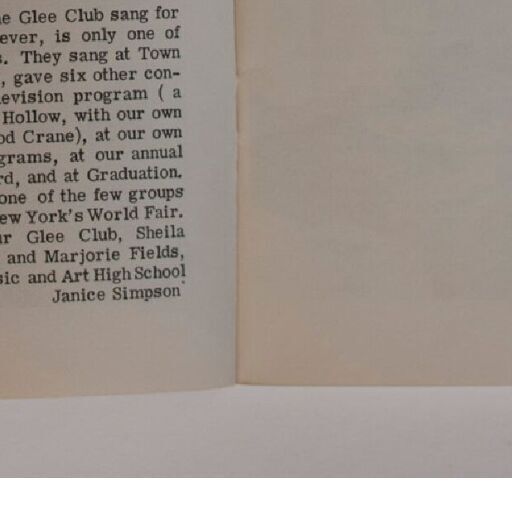 Glee Club sang for
ever, is only one of
They sang at Town
, gave six other con-
evision program ( a
Hollow, with our own
od Crane), at our own
grams, at our annual
rd, and at Graduation.
one of the few groups
ew York's World Fair.
ur Glee Club, Sheila
and Marjorie Fields,
sic and Art High School
Janice Simpson